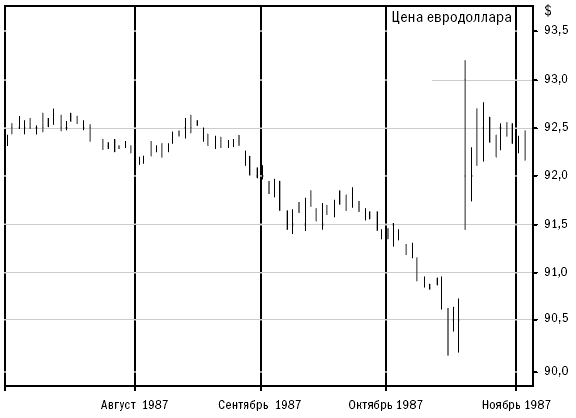 Цена евродоллара
$
93,5
93,0
92,5
92,0
91,5
91,0
90,5
90,0
Август 1987
Сентябрь 1987
Октябрь 1987
Ноябрь 1987